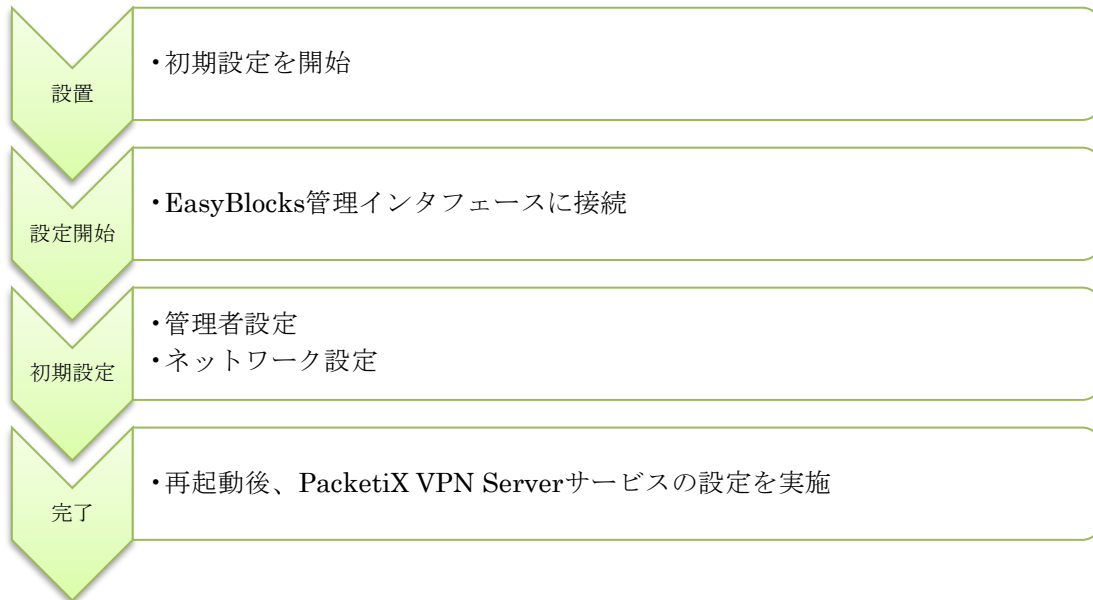 設置
・初期設定を開始
設定開始
・EasyBlocks管理インタフェースに接続
初期設定
・管理者設定
・ネットワーク設定
完了
・再起動後、PacketiX VPN Serverサービスの設定を実施